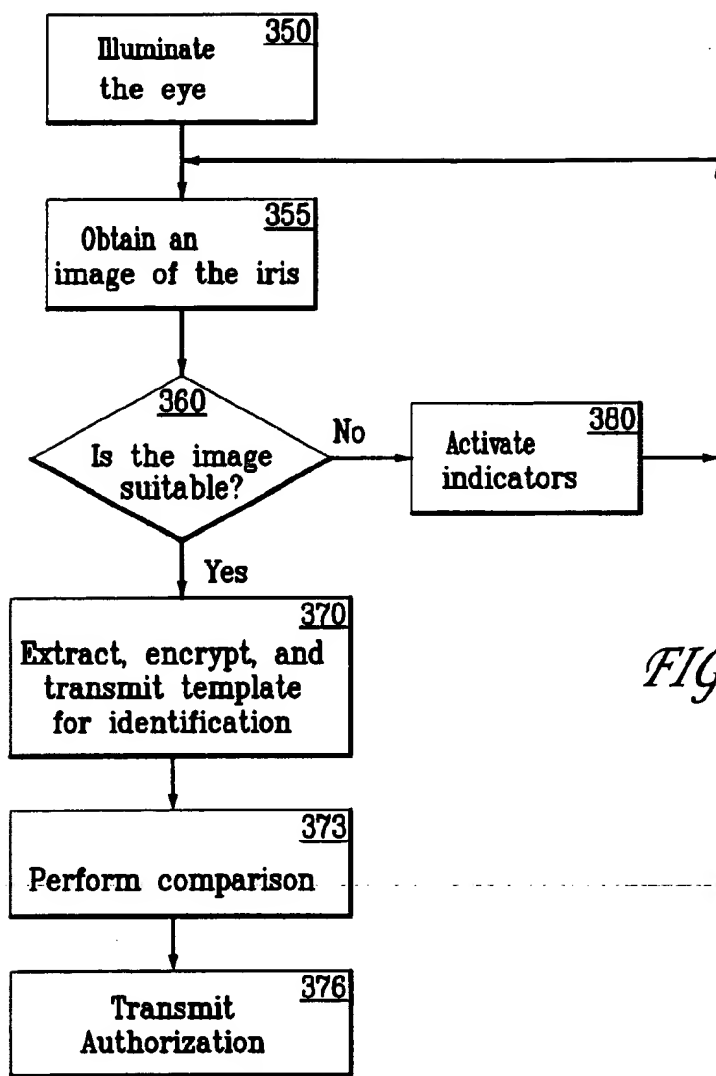 350
Illuminate
the eye
355
Obtain an
image of the iris
360
Is the image
suitable?
No
380
Activate
indicators
Yes
370
Extract, encrypt, and
transmit template
for identification
FIG
373
Perform comparison
376
Transmit
Authorization